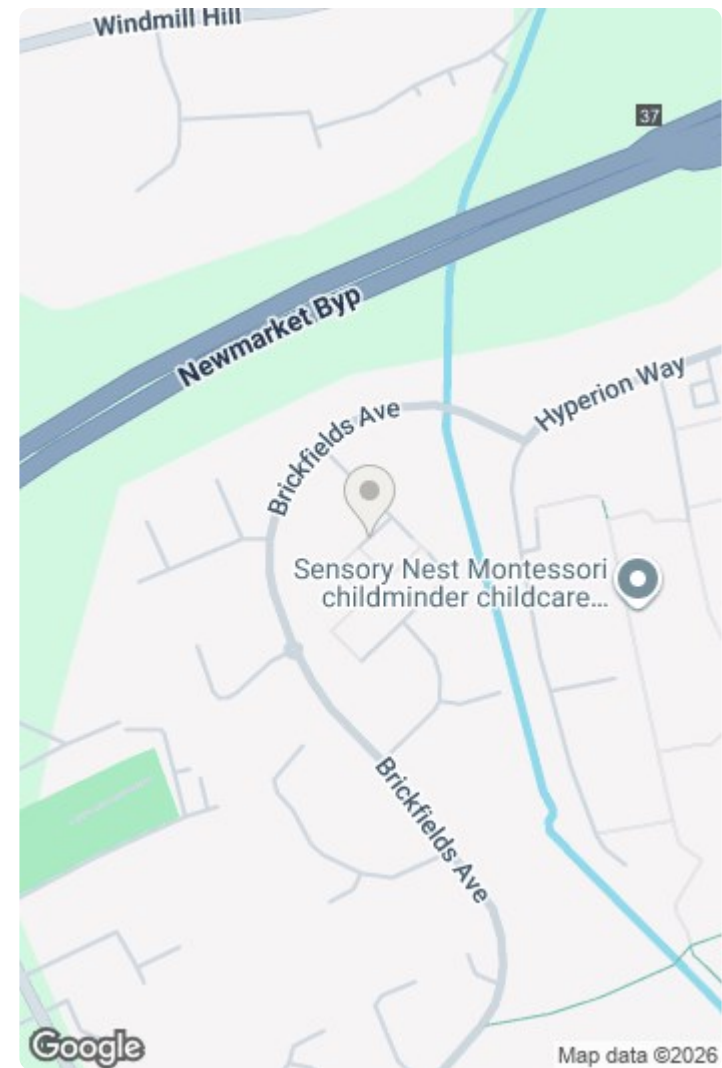 Windmill Hill
37
Newmarket Byp
Hyperion Way
Brickfields Ave
Sensory Nest Montessori
childminder childcare...
Brickfields Ave
Google
Map data ©2026